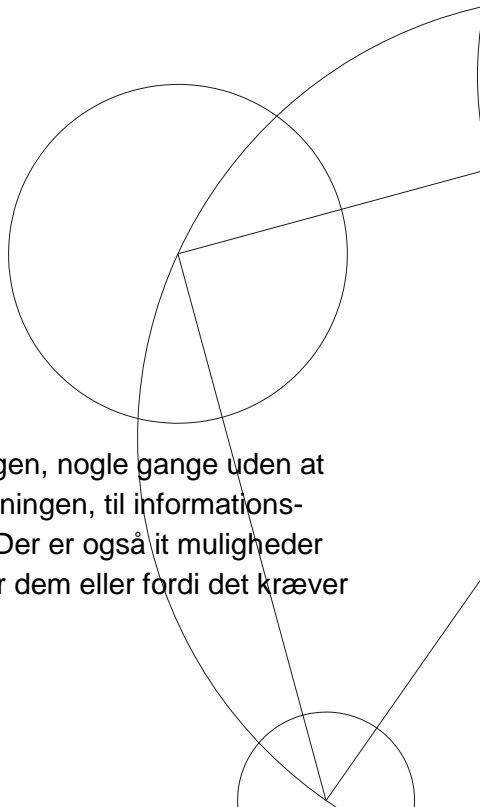 gen, nogle gange uden at
ningen, til informations-
Der er også it muligheder
r dem eller fordi det kræver